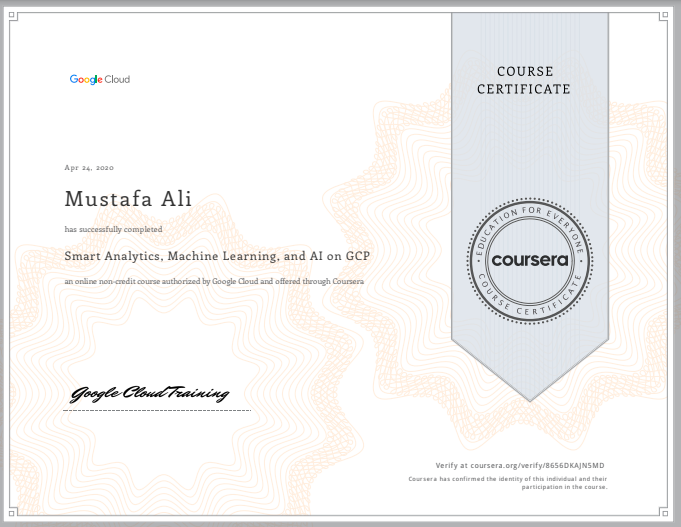 Google Cloud
COURSE
CERTIFICATE
Apr 24, 2020
Mustafa Ali
has successfully completed
Smart Analytics, Machine Learning, and AI on GCP
an online non-credit course authorized by Google Cloud and offered through Coursera
EDUCATION FOR EVERYONE
coursera
COURSE CERTIFICATE
Google Cloud Training
Verify at coursera.org/verify/8656DKAJN5MD
Coursera has confirmed the identity of this individual and their
participation in the course.